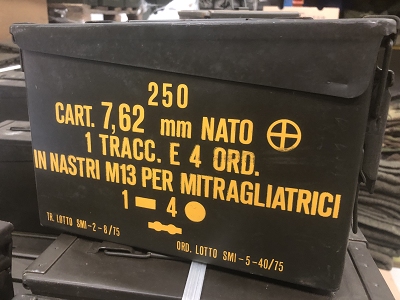 250
CART. 7,62 mm NATO
1 TRACC. E 4 ORD.
IN NASTRI M13 PER MITRAGLIATRICI
1 4
TR. LOTTO SMI-2-8/75
ORD. LOTTO SMI-5-40/75